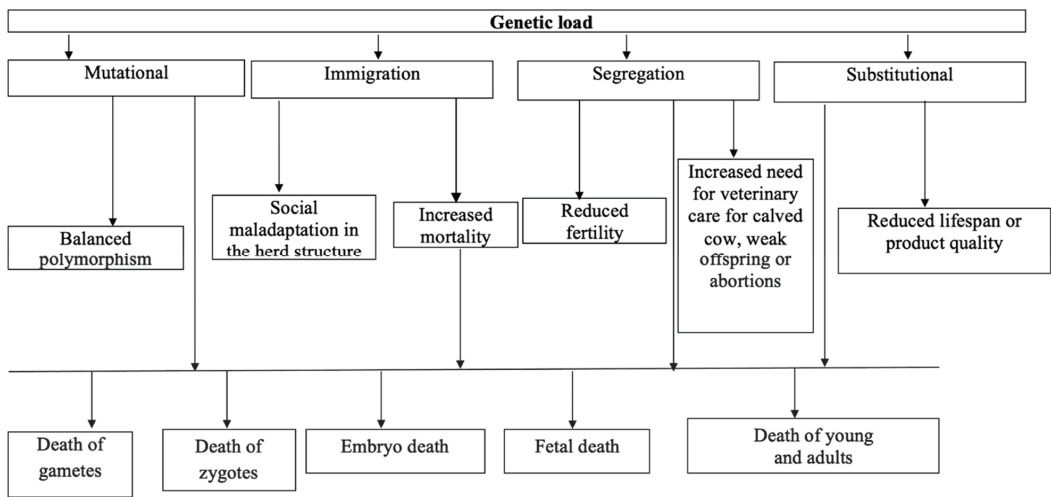 Genetic load
Mutational
Immigration
Segregation
Substitutional
Balanced
polymorphism
Social
maladaptation in
the herd structure
Increased
mortality
Reduced
fertility
Increased need
for veterinary
care for calved
cow, weak
offspring or
abortions
Reduced lifespan or
product quality
Death of
gametes
Death of
zygotes
Embryo death
Fetal death
Death of young
and adults